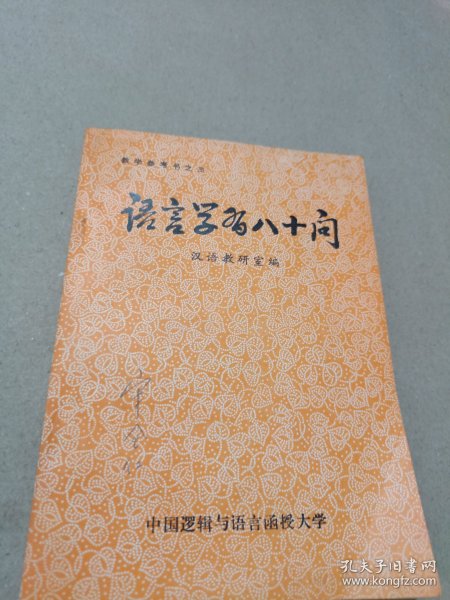 教学参考书之三
语言学百八十问
汉语教研室编
中国逻辑与语言函授大学
孔夫子旧书网
www.kongfz.com